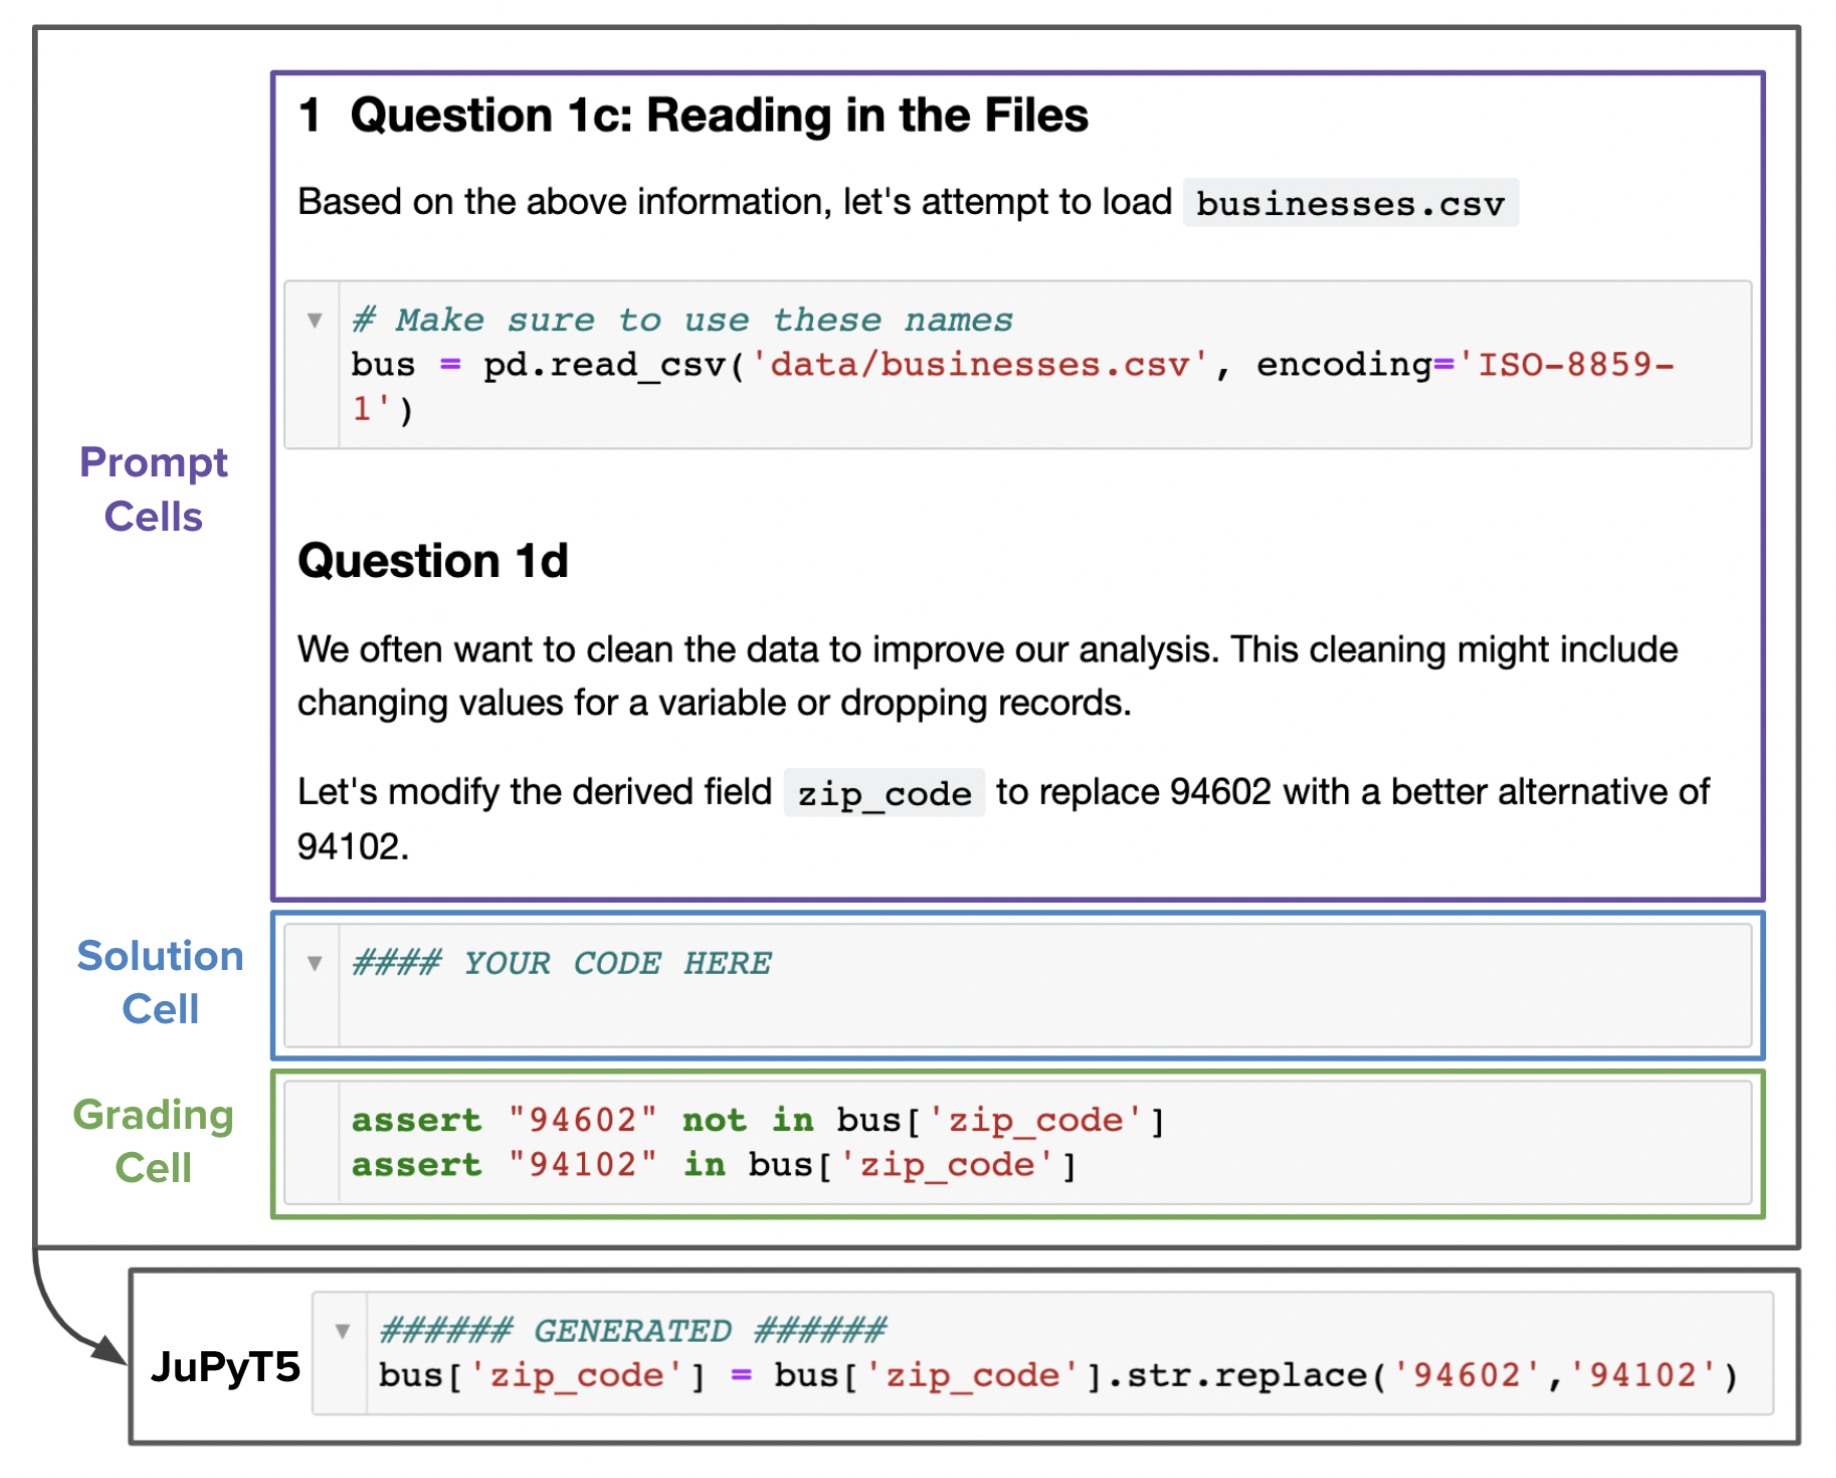 1 Question 1c: Reading in the Files
Based on the above information, let's attempt to load businesses.csv
# Make sure to use these names
bus = pd.read_csv('data/businesses.csv', encoding='ISO-8859-
1')
Prompt
Cells
Question 1d
We often want to clean the data to improve our analysis. This cleaning might include
changing values for a variable or dropping records.
Let's modify the derived field zip_code to replace 94602 with a better alternative of
94102.
Solution
Cell
#### YOUR CODE HERE
Grading
Cell
assert "94602" not in bus['zip_code']
assert "94102" in bus['zip_code']
JuPyT5
###### GENERATED ######
bus['zip_code'] = bus['zip_code'].str.replace('94602','94102')